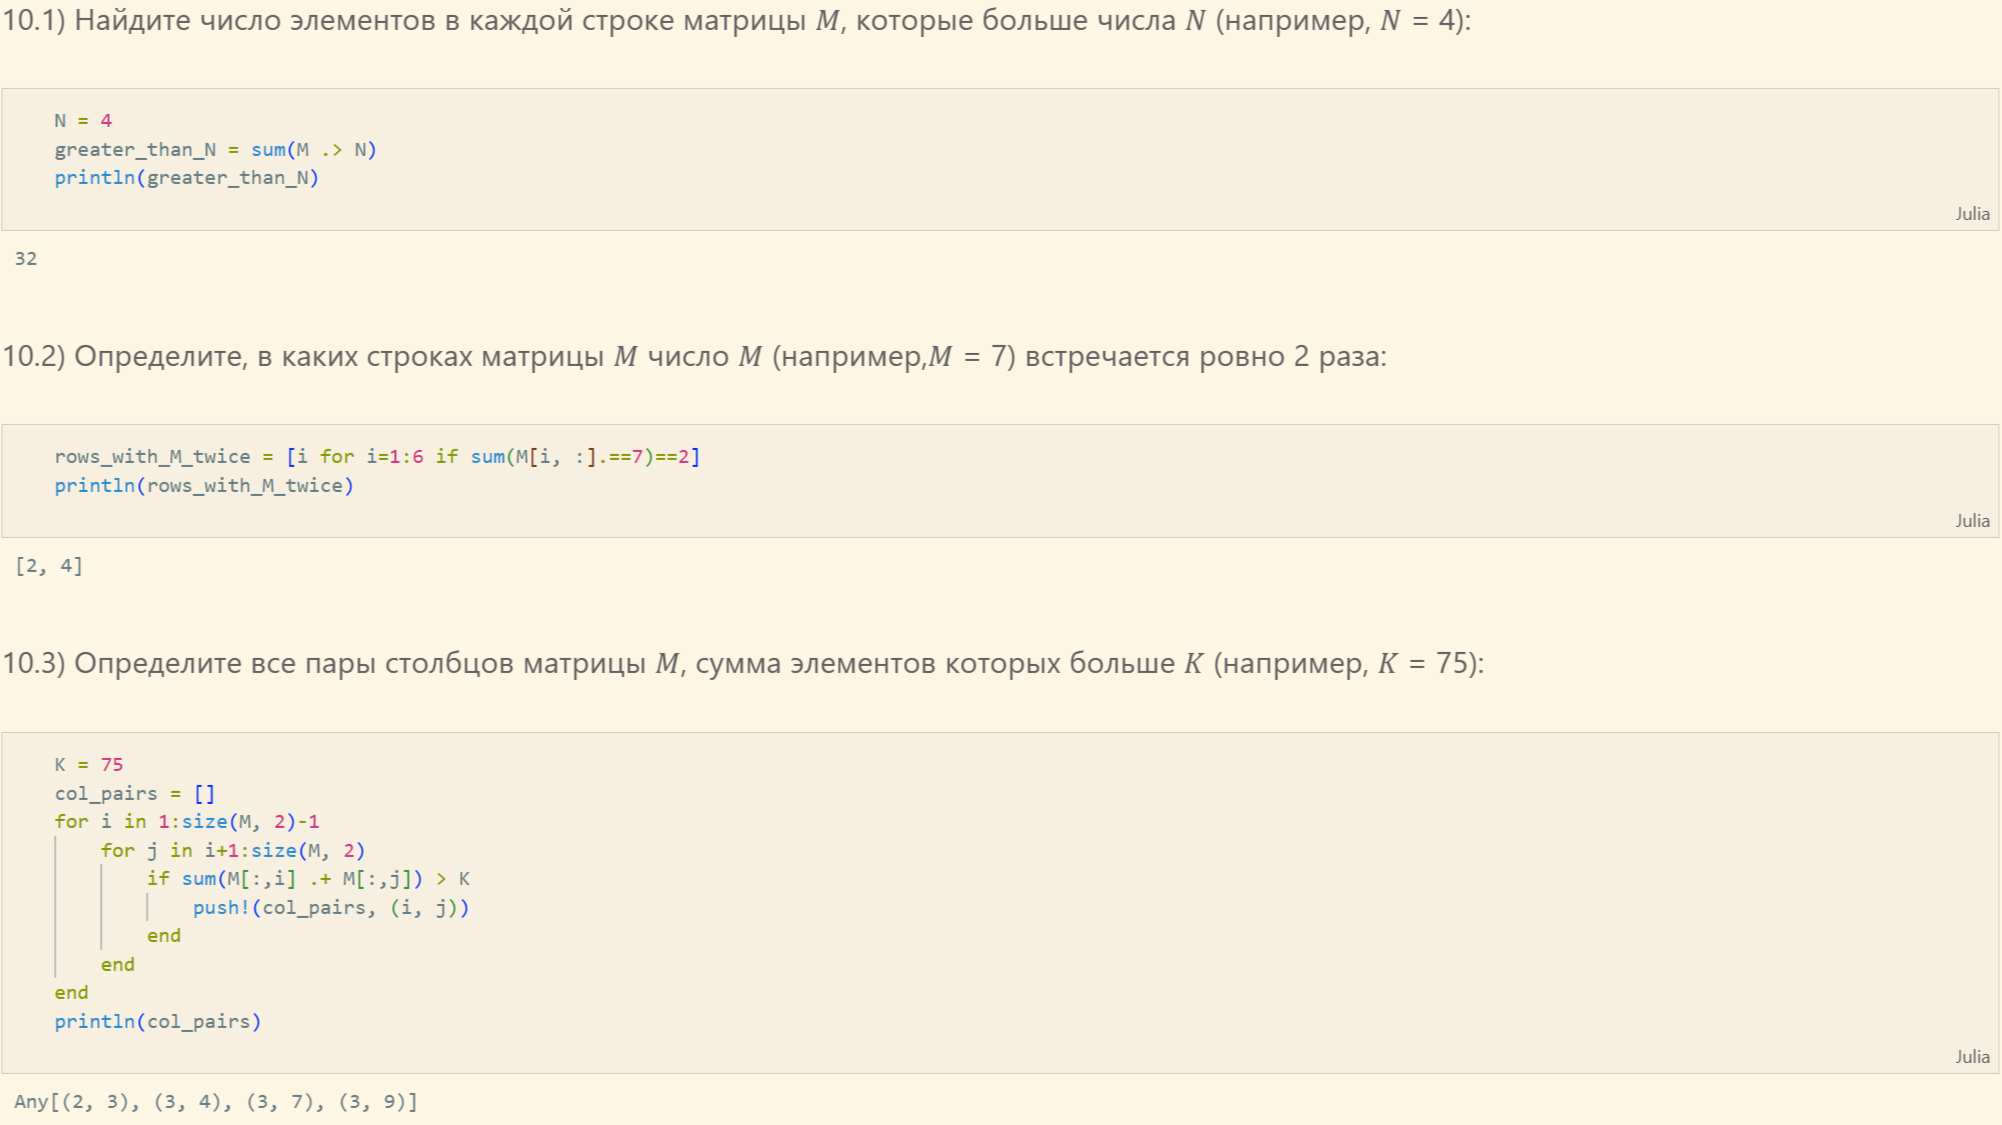 10.1) Найдите число элементов в каждой строке матрицы M, которые больше числа N (например, N = 4):
N = 4
greater_than_N = sum(M .> N)
println(greater_than_N)
Julia
32
10.2) Определите, в каких строках матрицы M число M (например,M = 7) встречается ровно 2 раза:
rows_with_M_twice = [i for i=1:6 if sum(M[i, :].==7)==2]
println(rows_with_M_twice)
Julia
[2, 4]
10.3) Определите все пары столбцов матрицы M, сумма элементов которых больше K (например, K = 75):
K = 75
col_pairs = []
for i in 1:size(M, 2)-1
for j in i+1:size(M, 2)
if sum(M[:,i] .+ M[:,j]) > K
push!(col_pairs, (i, j))
end
end
end
println(col_pairs)
Julia
Any[(2, 3), (3, 4), (3, 7), (3, 9)]